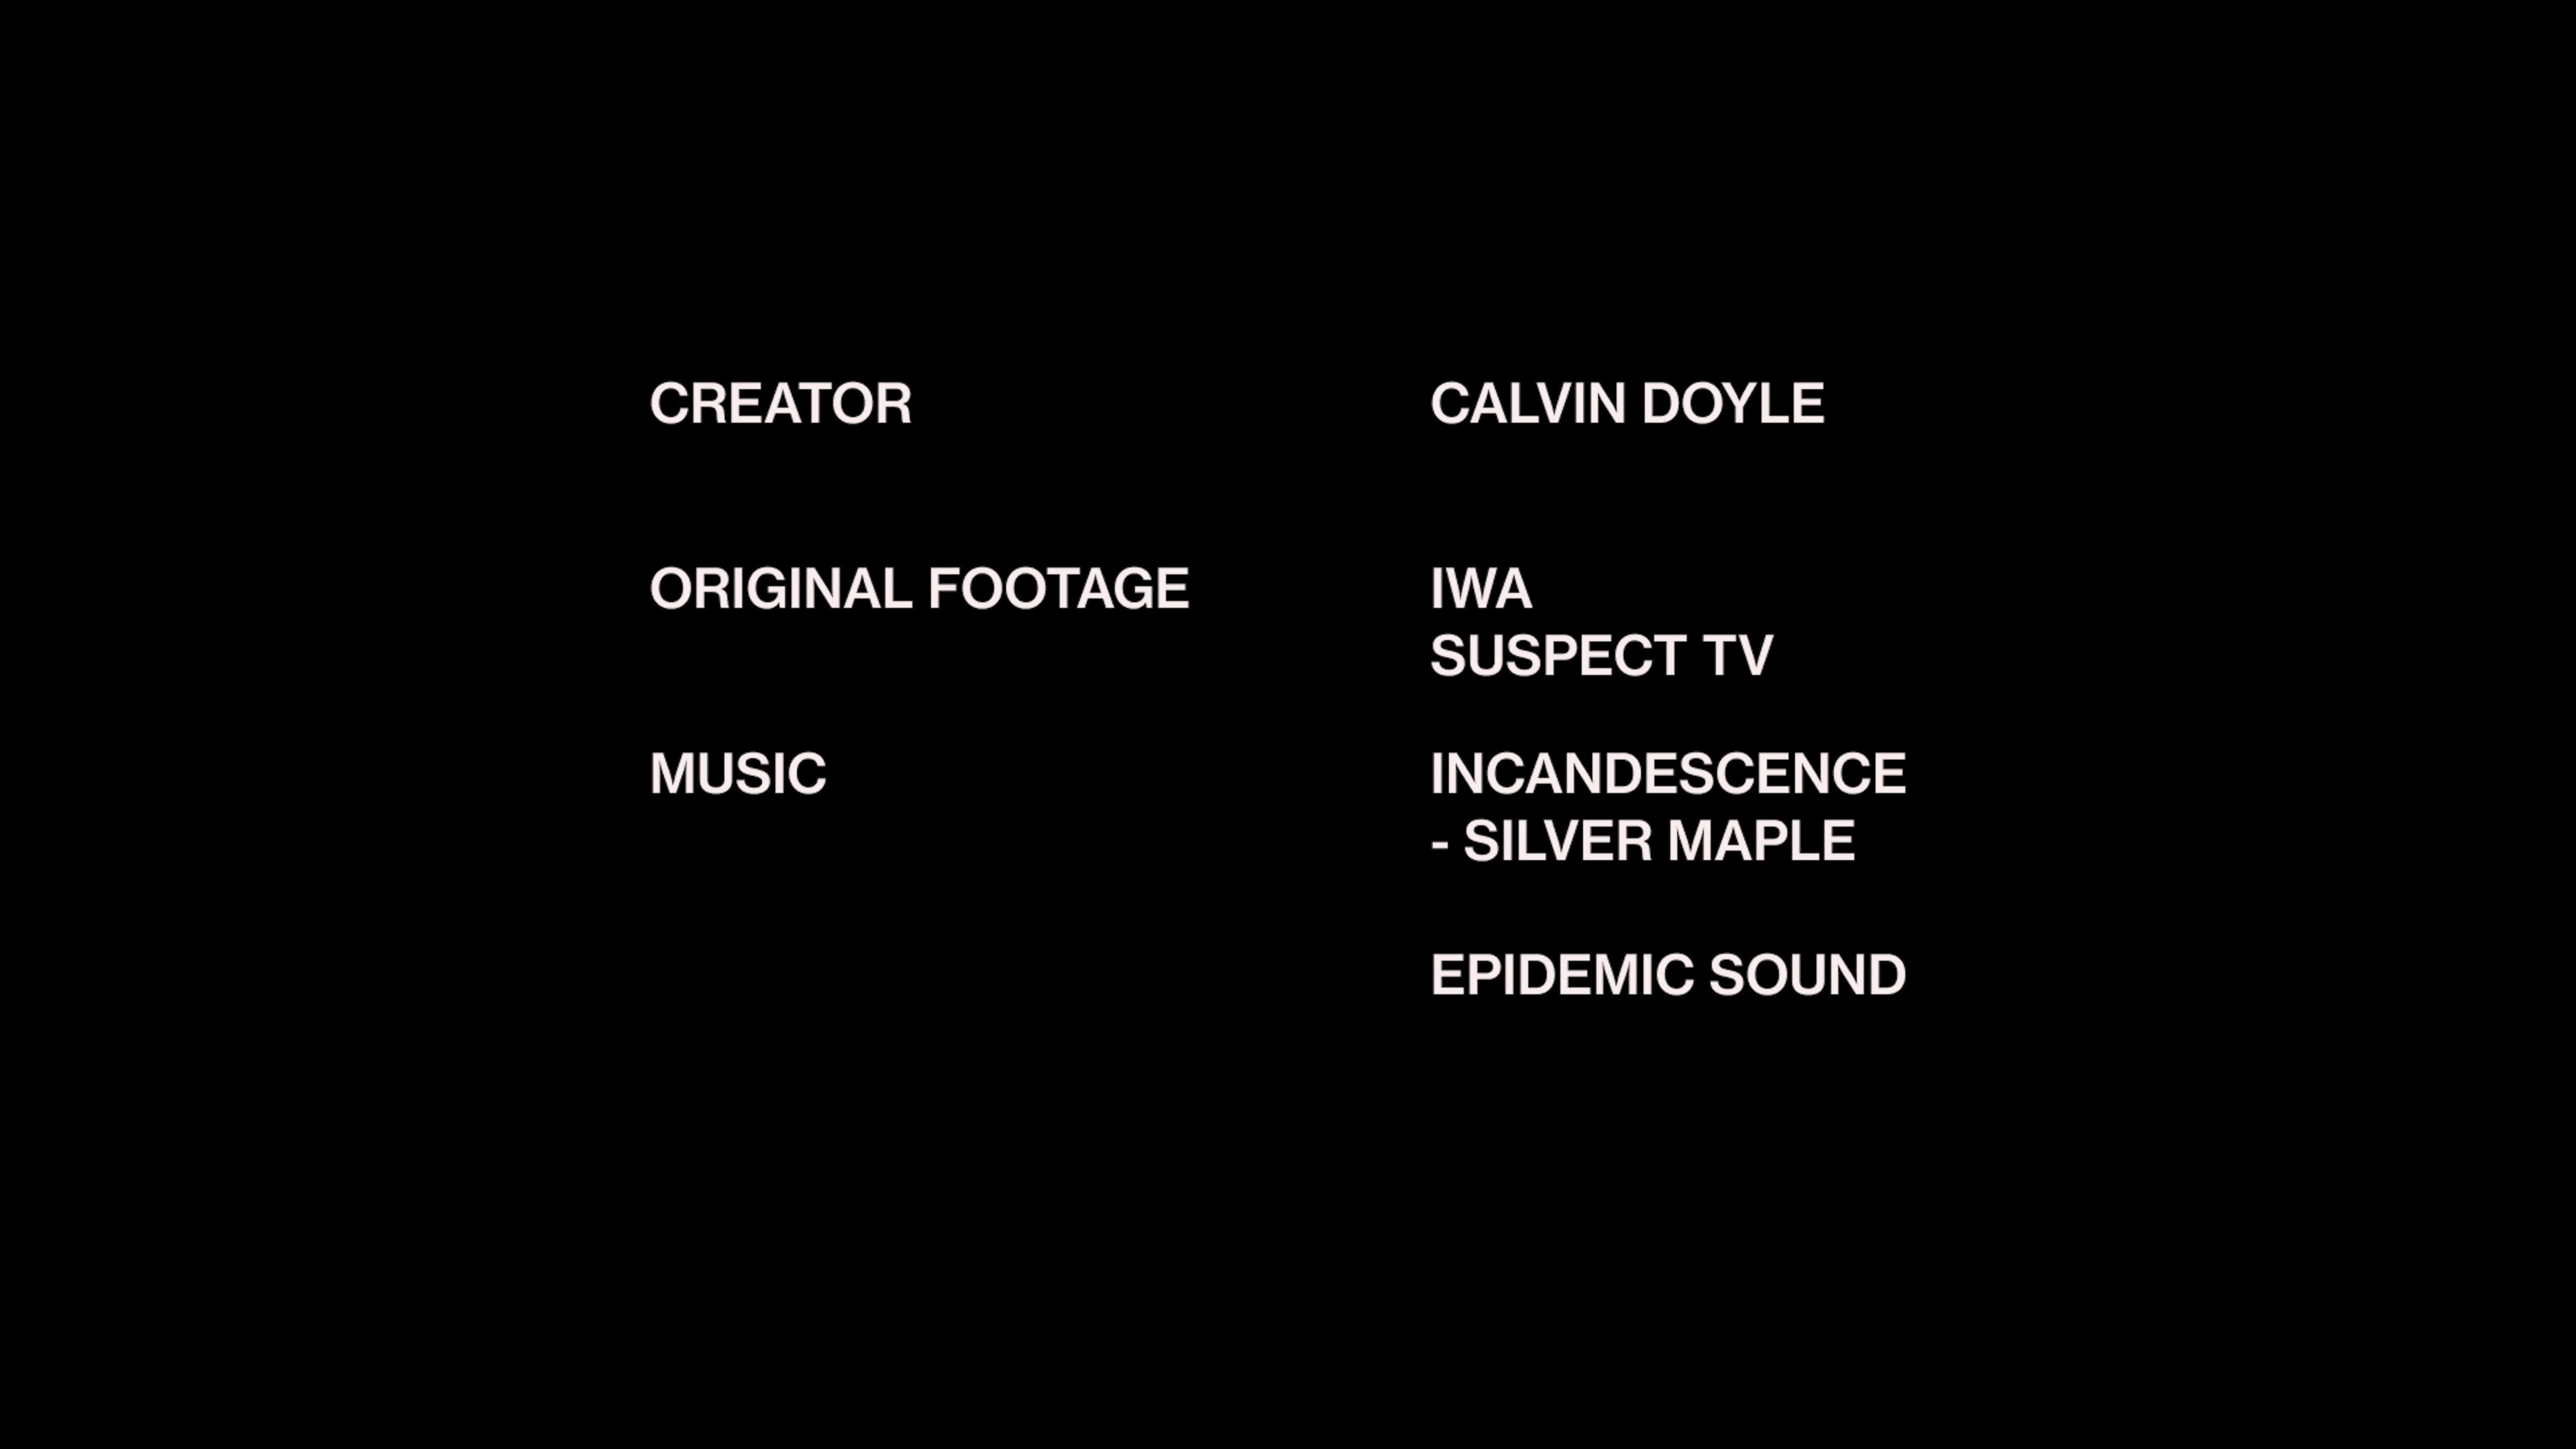 CREATOR
CALVIN DOYLE
ORIGINAL FOOTAGE
IWA
SUSPECT TV
MUSIC
INCANDESCENCE
- SILVER MAPLE
EPIDEMIC SOUND